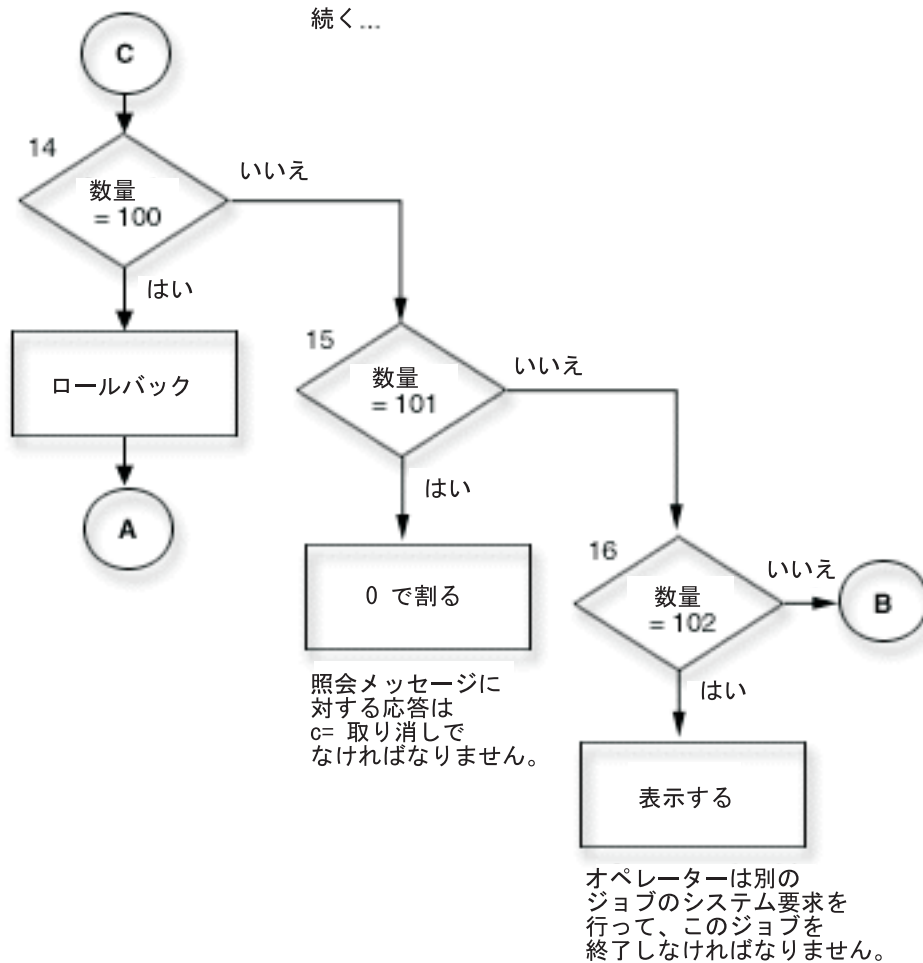 続く...
C
14
数量
= 100
いいえ
はい
ロールバック
A
15
数量
= 101
いいえ
はい
0 で割る
照会メッセージに
対する応答は
c= 取り消しで
なければなりません。
16
数量
= 102
いいえ
B
はい
表示する
オペレーターは別の
ジョブのシステム要求を
行って、このジョブを
終了しなければなりません。